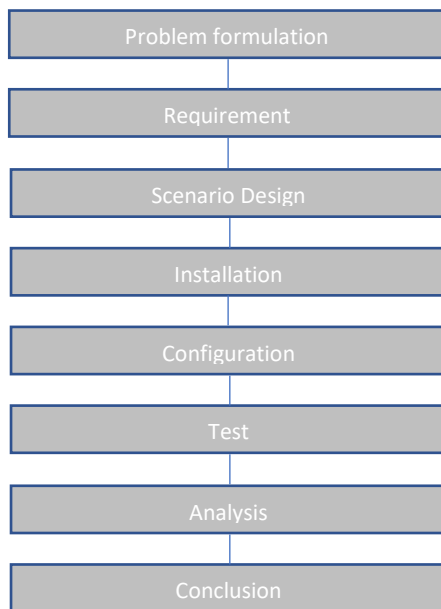 Problem formulation
Requirement
Scenario Design
Installation
Configuration
Test
Analysis
Conclusion